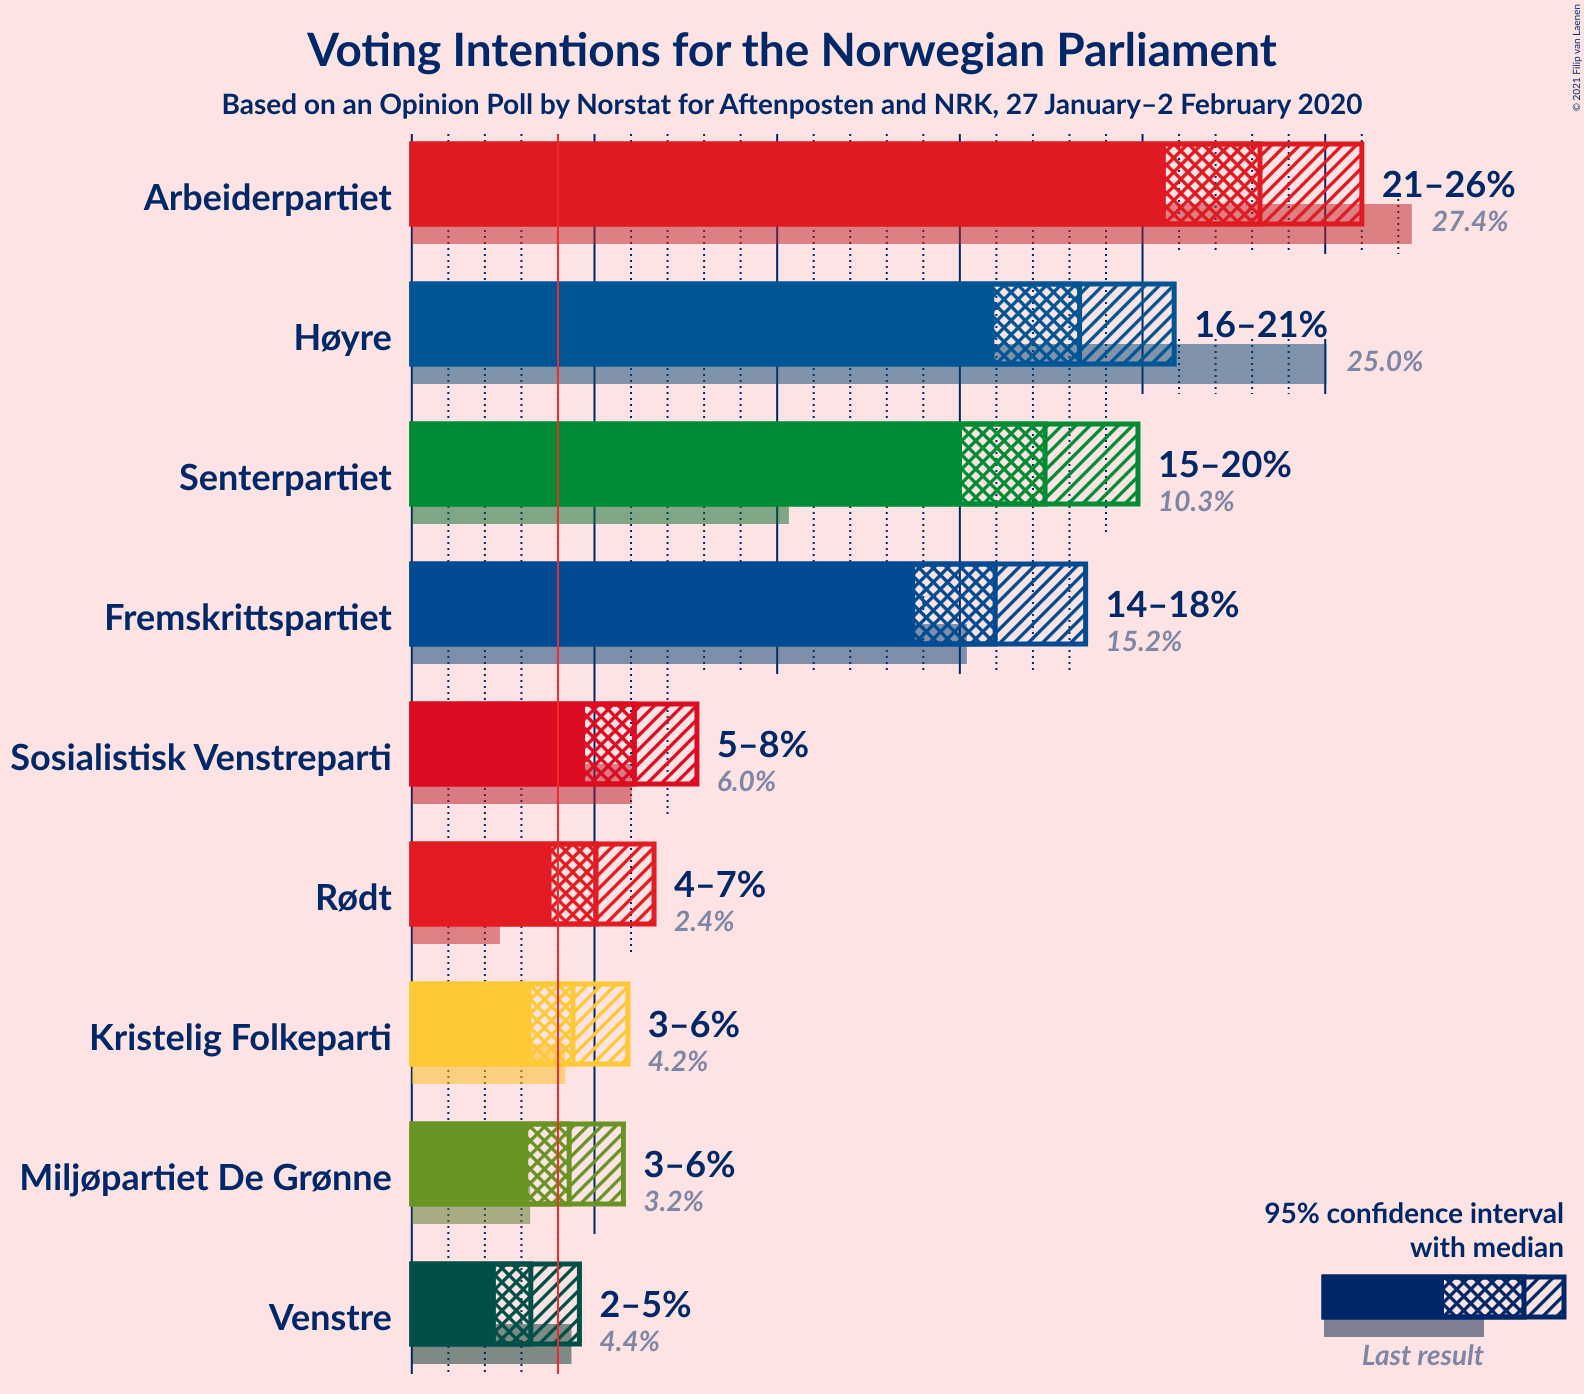 Voting Intentions for the Norwegian Parliament
Based on an Opinion Poll by Norstat for Aftenposten and NRK, 27 January–2 February 2020
© 2021 Filip van Laenen
Arbeiderpartiet
21–26%
27.4%
Høyre
16–21%
25.0%
Senterpartiet
15–20%
10.3%
Fremskrittspartiet
14–18%
15.2%
Sosialistisk Venstreparti
5–8%
6.0%
Rødt
4–7%
2.4%
Kristelig Folkeparti
3–6%
4.2%
Miljøpartiet De Grønne
3–6%
3.2%
Venstre
2–5%
4.4%
95% confidence interval
with median
Last result